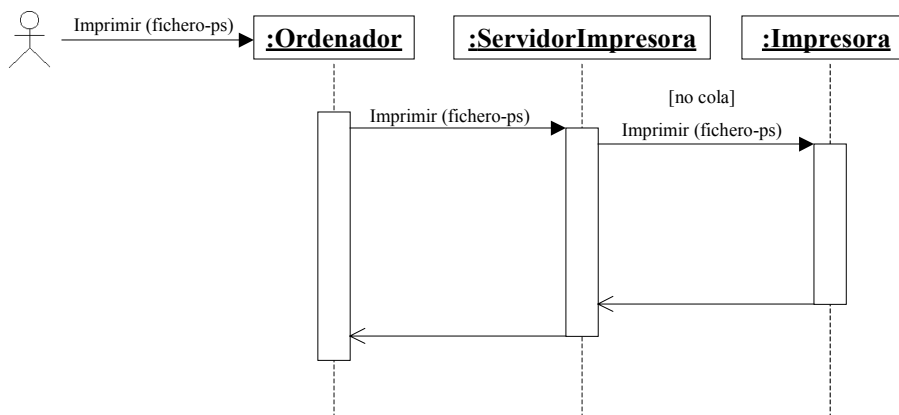 Imprimir (fichero-ps)
:Ordenador
:ServidorImpresora
:Impresora
[no cola]
Imprimir (fichero-ps)
Imprimir (fichero-ps)